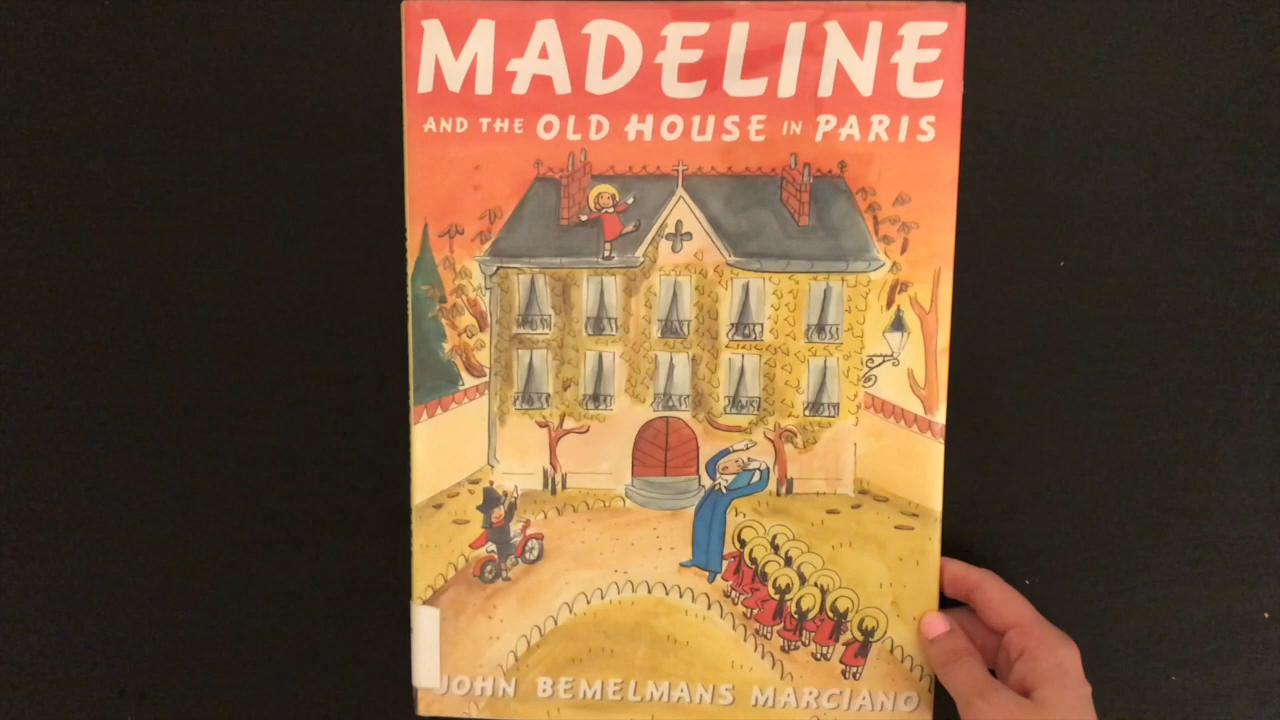 MADELINE
AND THE OLD HOUSE IN PARIS
JOHN BEMELMANS MARCIANO